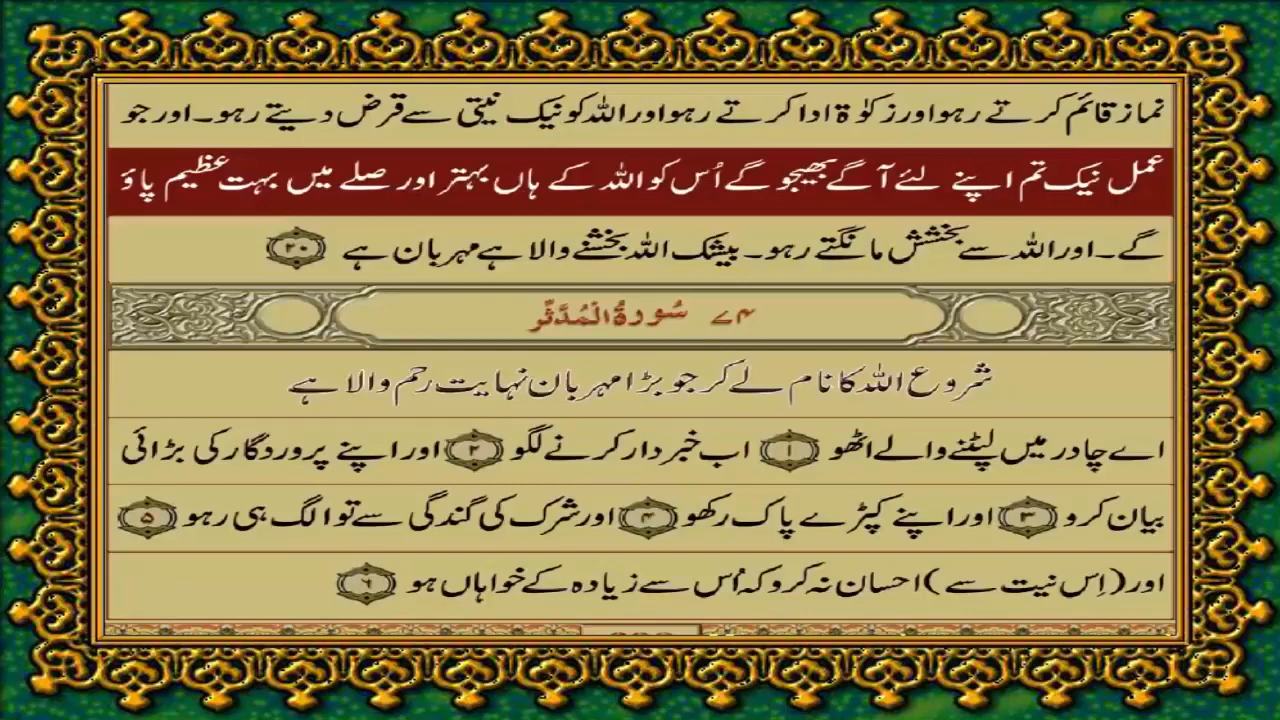 نماز قائم کرتے رہو اور زکوٰۃ ادا کرتے رہو اور اللہ کو نیک نیتی سے قرض دیتے رہو۔ اور جو
عمل نیک تم اپنے لئے آگے بھیجو گے اُس کو اللہ کے ہاں بہتر اور صلے میں بہت عظیم پاؤ
گے۔ اور اللہ سے بخشش مانگتے رہو۔ بیشک اللہ بخشنے والا ہے مہربان ہے ۲۰
۷۴ سُورَةُ الْمُدَّثِّر
شروع اللہ کا نام لے کر جو بڑا مہربان نہایت رحم والا ہے
اے چادر میں لپٹنے والے اٹھو ۱ اب خبردار کرنے لگو ۲ اور اپنے پروردگار کی بڑائی
بیان کرو ۳ اور اپنے کپڑے پاک رکھو ۴ اور شرک کی گندگی سے تو الگ ہی رہو ۵
اور (اِس نیت سے) احسان نہ کرو کہ اُس سے زیادہ کے خواہاں ہو ۶